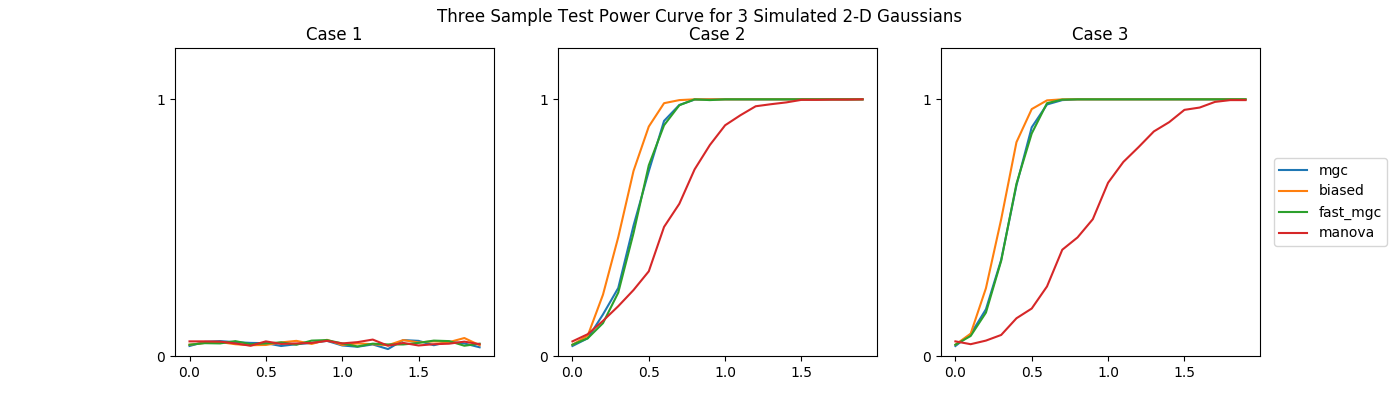 Three Sample Test Power Curve for 3 Simulated 2-D Gaussians
Case 1
1
0
0.0 0.5 1.0 1.5
Case 2
1
0
0.0 0.5 1.0 1.5
Case 3
1
0
0.0 0.5 1.0 1.5
mgc
biased
fast_mgc
manova